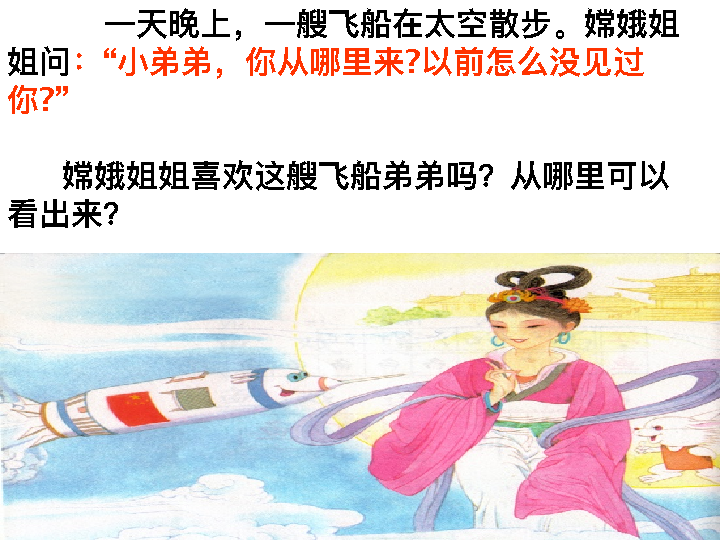 一天晚上，一艘飞船在太空散步。嫦娥姐
姐问：“小弟弟，你从哪里来?以前怎么没见过
你?”
嫦娥姐姐喜欢这艘飞船弟弟吗？从哪里可以
看出来？